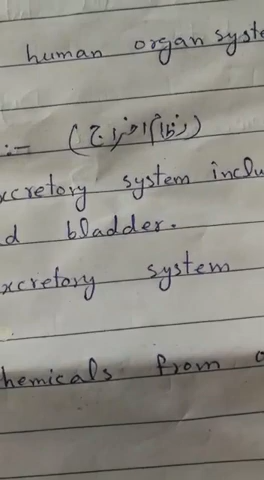 human organ syste
:- (نظام اخراج)
xcretory system inclu
d bladder.
xcretory system
hemicals from o